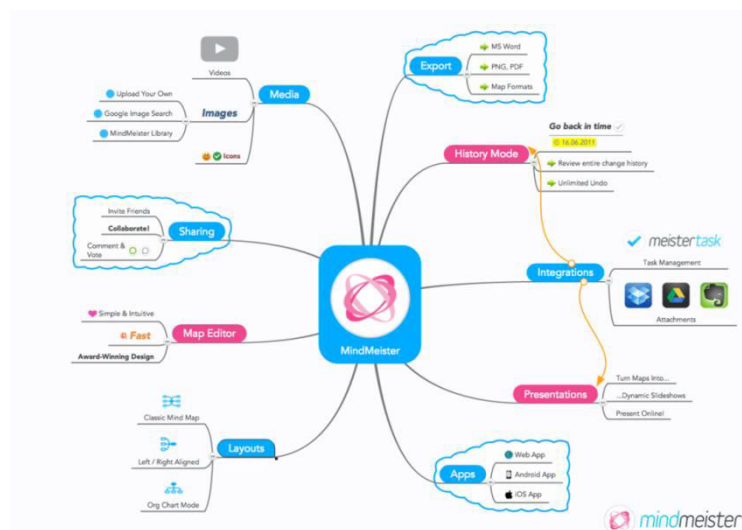 Videos
Media
Upload Your Own
Google Image Search
MindMeister Library
Images
Icons
Export
MS Word
PNG, PDF
Map Formats
History Mode
Go back in time
16.06.2011
Review entire change history
Unlimited Undo
Sharing
Invite Friends
Collaborate!
Comment &
Vote
Integrations
meistertask
Task Management
Attachments
MindMeister
Map Editor
Simple & Intuitive
Fast
Award-Winning Design
Presentations
Turn Maps Into...
...Dynamic Slideshows
Present Online!
Layouts
Classic Mind Map
Left / Right Aligned
Org Chart Mode
Apps
Web App
Android App
iOS App
mindmeister